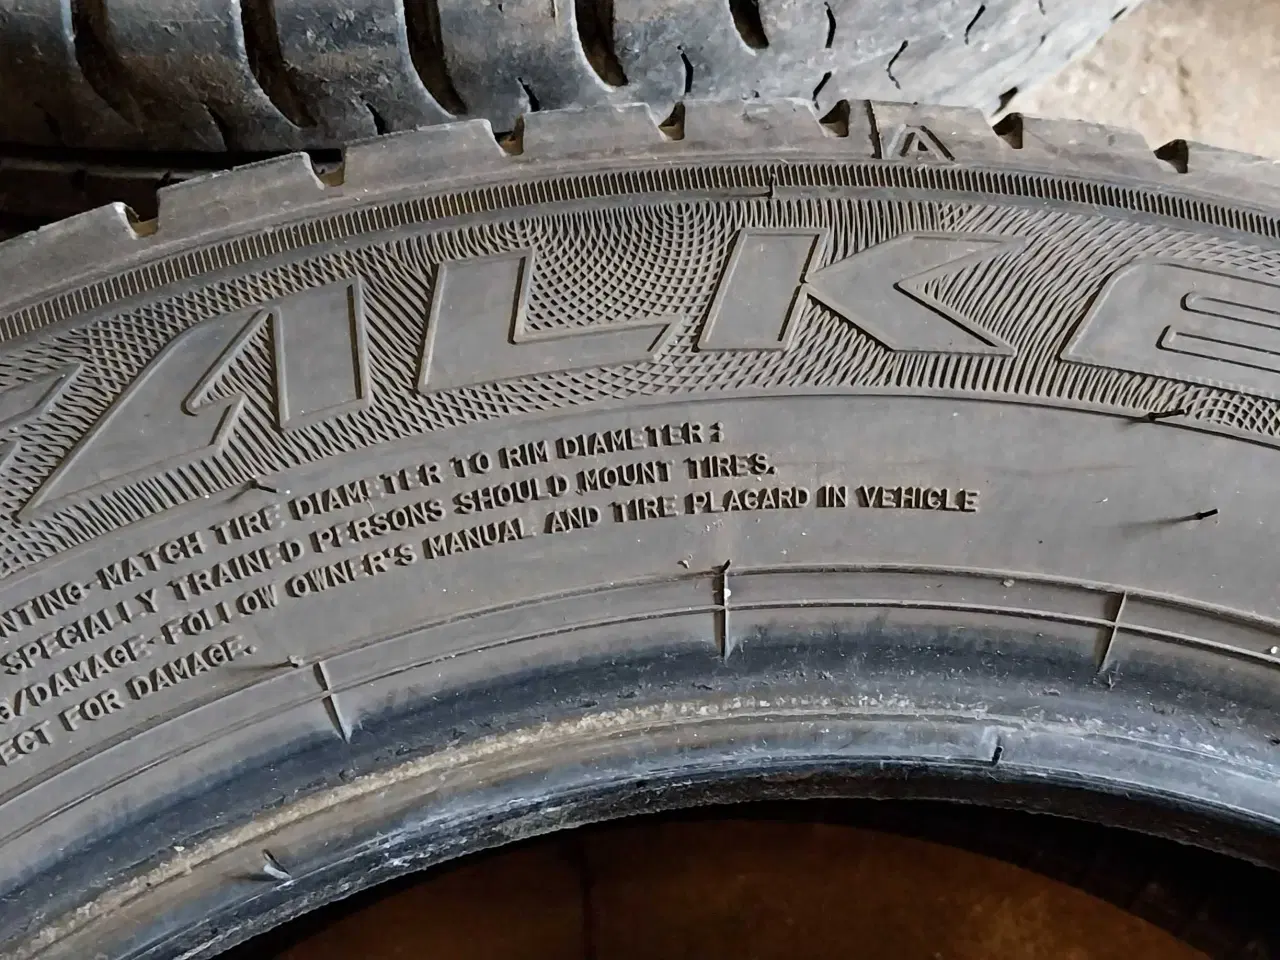 ALKE
NTING-MATCH TIRE DIAMETER TO RIM DIAMETER;
SPECIALLY TRAINED PERSONS SHOULD MOUNT TIRES.
/DAMAGE-FOLLOW OWNER'S MANUAL AND TIRE PLACARD IN VEHICLE
ECT FOR DAMAGE.